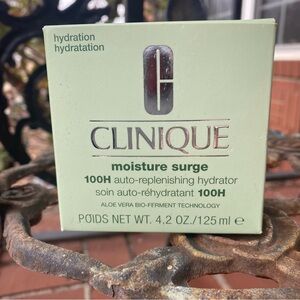 hydration
hydratation
CLINIQUE
moisture surge
100H auto-replenishing hydrator
soin auto-réhydratant 100H
ALOE VERA BIO-FERMENT TECHNOLOGY
POIDS NET WT. 4.2 OZ./125 ml e